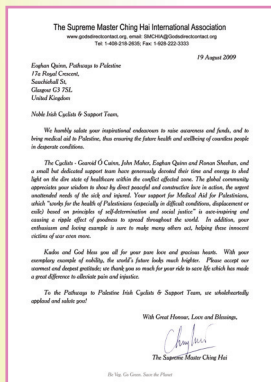 The Supreme Master Ching Hai International Association
www.godsdirectcontact.org, email: SMCHIA@Godsdirectcontact.org
Tel: 1-408-218-2635; Fax: 1-928-222-3333
19 August 2009
Eoghan Quinn, Pathways to Palestine
17a Royal Crescent,
Sauchiehall St,
Glasgow G3 7SL
United Kingdom
Noble Irish Cyclists & Support Team,
We humbly salute your inspirational endeavours to raise awareness and funds, and to
bring medical aid to Palestine, thus ensuring the future health and wellbeing of countless people
in desperate conditions.
The Cyclists - Gearoid Ó Cuinn, John Maher, Eoghan Quinn and Ronan Sheehan, and
a small but dedicated support team have generously devoted their time and energy to shed
light on the dire state of healthcare within the conflict affected zone. The global community
appreciates your wisdom to show by direct peaceful and constructive love in action, the urgent
unattended needs of the sick and injured. Your support for Medical Aid for Palestinians,
which "works for the health of Palestinians (especially in difficult conditions, displacement or
exile) based on principles of self-determination and social justice" is awe-inspiring and
causing a ripple effect of goodness to spread throughout the world. In addition, your
enthusiasm and loving example is sure to make many others act, helping these innocent
victims of war even more.
Kudos and God bless you all for your pure love and gracious hearts. With your
exemplary example of nobility, the world's future looks much brighter. Please accept our
warmest and deepest gratitude; we thank you so much for your ride to save life which has made
a great difference to alleviate pain and injustice.
To the Pathways to Palestine Irish Cyclists & Support Team, we wholeheartedly
applaud and salute you!
With Great Honour, Love and Blessings,
The Supreme Master Ching Hai
Be Veg, Go Green, Save the Planet